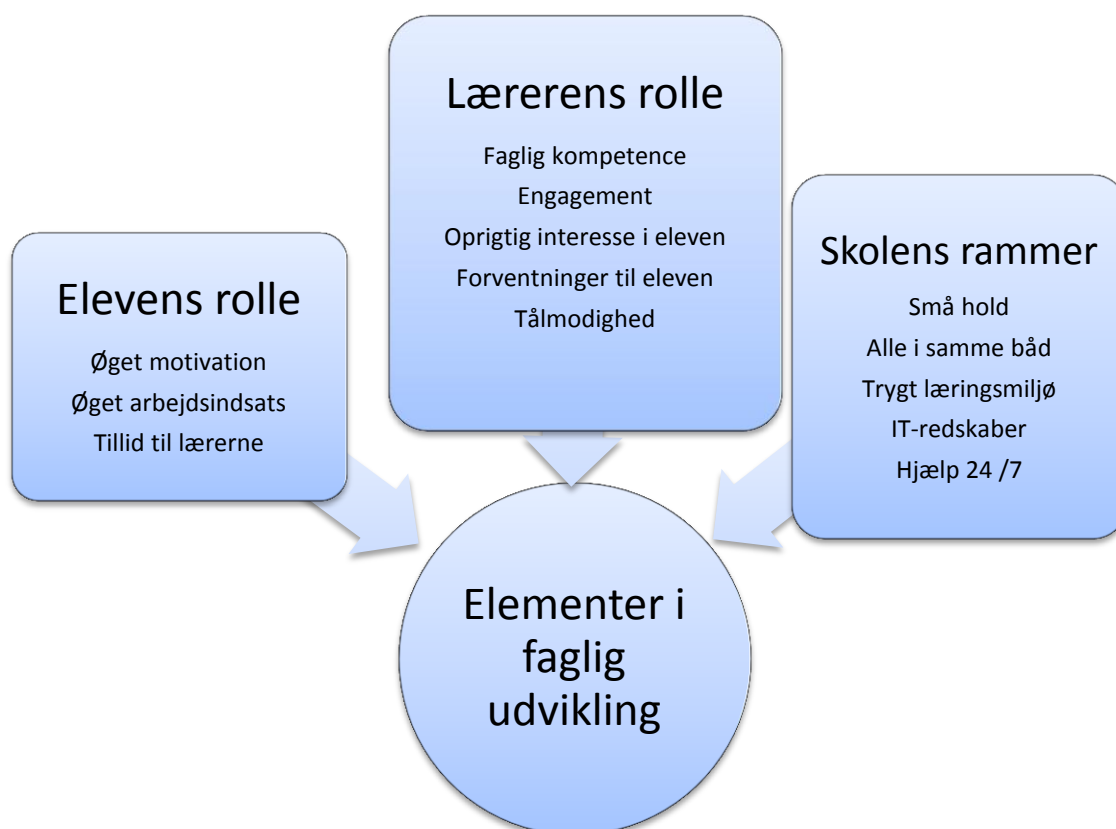 Elevens rolle
Øget motivation
Øget arbejdsindsats
Tillid til lærerne
Lærerens rolle
Faglig kompetence
Engagement
Oprigtig interesse i eleven
Forventninger til eleven
Tålmodighed
Skolens rammer
Små hold
Alle i samme båd
Trygt læringsmiljø
IT-redskaber
Hjælp 24 /7
Elementer i
faglig
udvikling